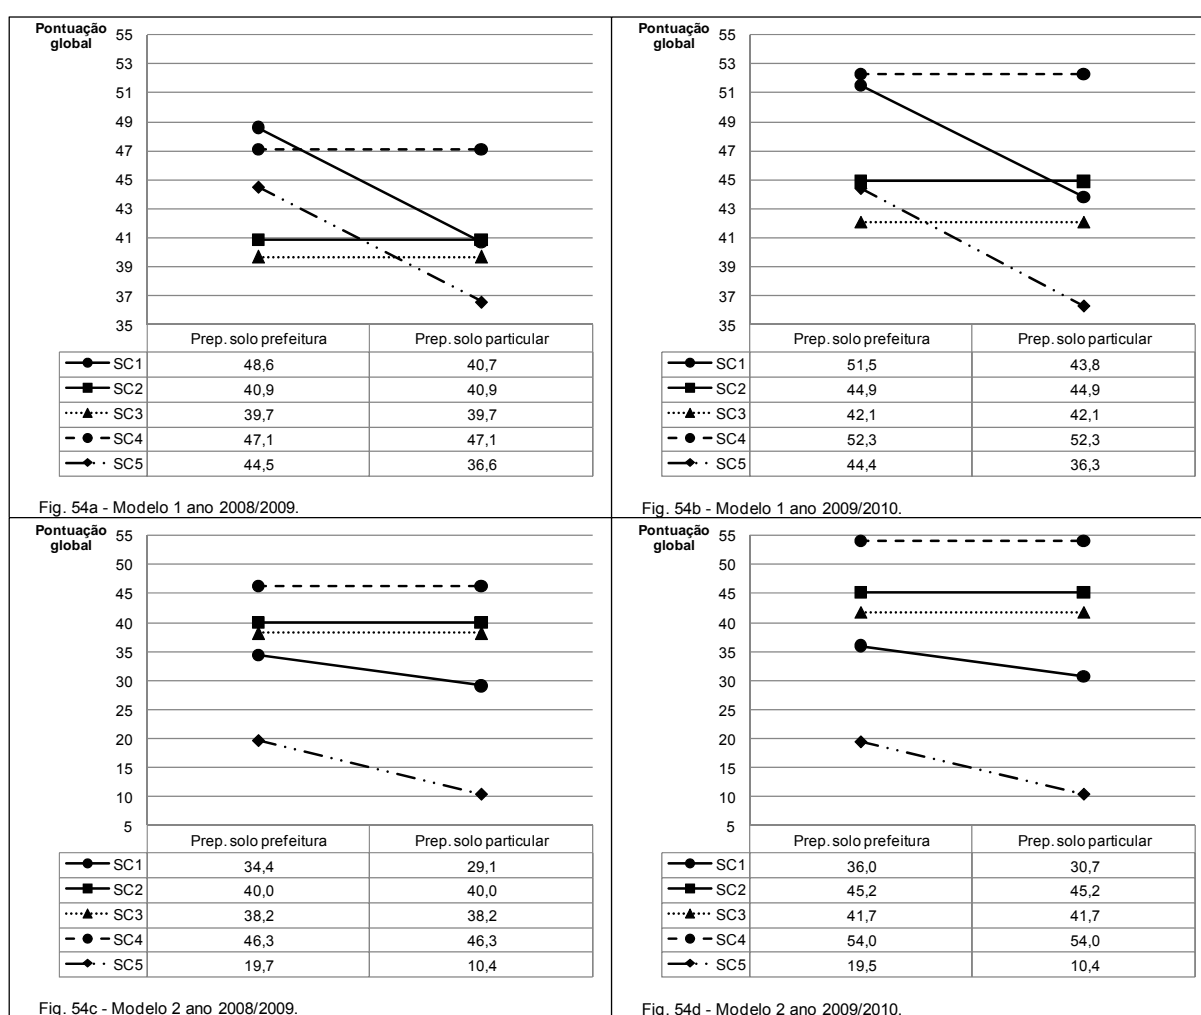 Pontuação
global
55
53
51
49
47
45
43
41
39
37
35
Prep. solo prefeitura Prep. solo particular
SC1 48,6 40,7
SC2 40,9 40,9
SC3 39,7 39,7
SC4 47,1 47,1
SC5 44,5 36,6
Fig. 54a - Modelo 1 ano 2008/2009.
Pontuação
global
55
53
51
49
47
45
43
41
39
37
35
Prep. solo prefeitura Prep. solo particular
SC1 51,5 43,8
SC2 44,9 44,9
SC3 42,1 42,1
SC4 52,3 52,3
SC5 44,4 36,3
Fig. 54b - Modelo 1 ano 2009/2010.
Pontuação
global
55
50
45
40
35
30
25
20
15
10
5
Prep. solo prefeitura Prep. solo particular
SC1 34,4 29,1
SC2 40,0 40,0
SC3 38,2 38,2
SC4 46,3 46,3
SC5 19,7 10,4
Fig. 54c - Modelo 2 ano 2008/2009.
Pontuação
global
55
50
45
40
35
30
25
20
15
10
5
Prep. solo prefeitura Prep. solo particular
SC1 36,0 30,7
SC2 45,2 45,2
SC3 41,7 41,7
SC4 54,0 54,0
SC5 19,5 10,4
Fig. 54d - Modelo 2 ano 2009/2010.